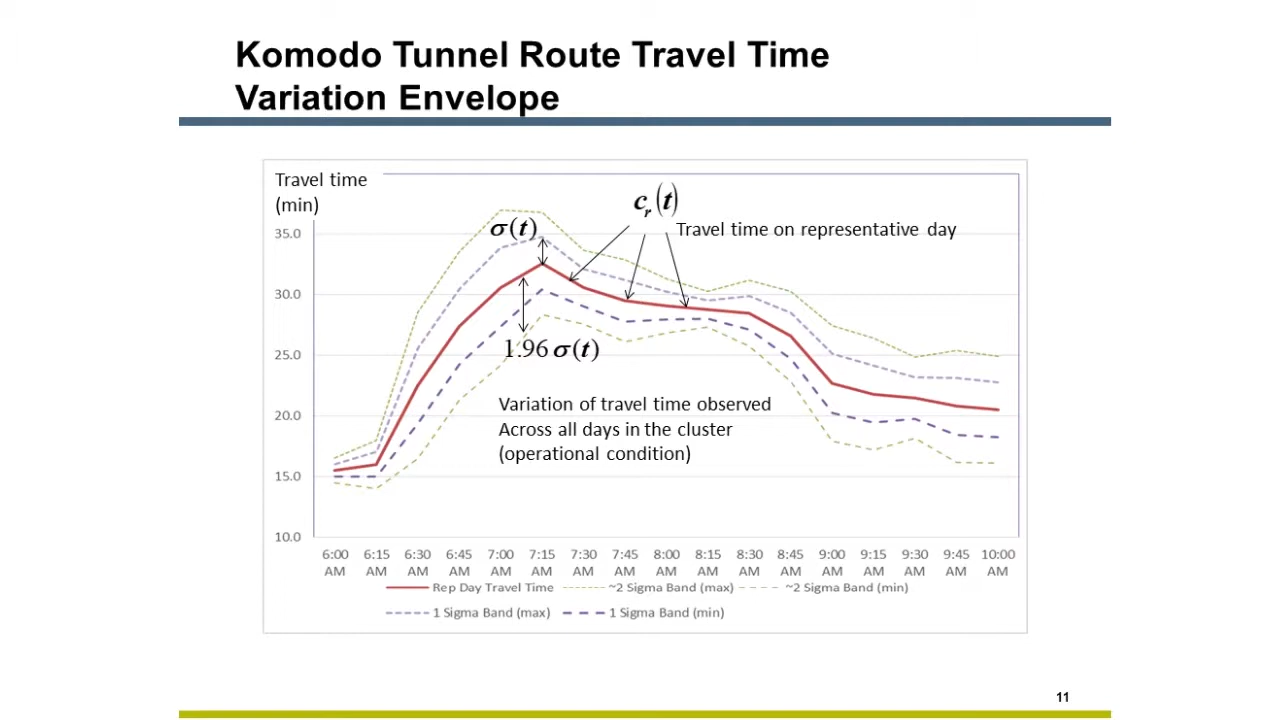 Komodo Tunnel Route Travel Time
Variation Envelope
Travel time
(min)
c_r(t)
σ(t)
Travel time on representative day
35.0
30.0
1.96 σ(t)
25.0
Variation of travel time observed
Across all days in the cluster
(operational condition)
20.0
15.0
10.0
6:00 AM
6:15 AM
6:30 AM
6:45 AM
7:00 AM
7:15 AM
7:30 AM
7:45 AM
8:00 AM
8:15 AM
8:30 AM
8:45 AM
9:00 AM
9:15 AM
9:30 AM
9:45 AM
10:00 AM
Rep Day Travel Time
~2 Sigma Band (max)
~2 Sigma Band (min)
1 Sigma Band (max)
1 Sigma Band (min)
11